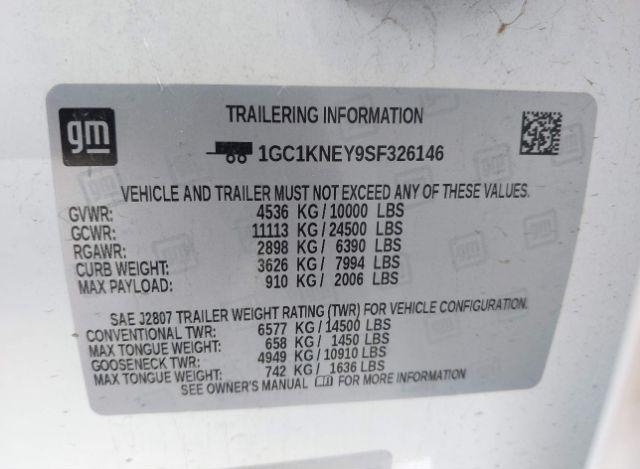 gm
TRAILERING INFORMATION
1GC1KNEY9SF326146
VEHICLE AND TRAILER MUST NOT EXCEED ANY OF THESE VALUES.
GVWR: 4536 KG / 10000 LBS
GCWR: 11113 KG / 24500 LBS
RGAWR: 2898 KG / 6390 LBS
CURB WEIGHT: 3626 KG / 7994 LBS
MAX PAYLOAD: 910 KG / 2006 LBS
SAE J2807 TRAILER WEIGHT RATING (TWR) FOR VEHICLE CONFIGURATION.
CONVENTIONAL TWR: 6577 KG / 14500 LBS
MAX TONGUE WEIGHT: 658 KG / 1450 LBS
GOOSENECK TWR: 4949 KG / 10910 LBS
MAX TONGUE WEIGHT: 742 KG / 1636 LBS
SEE OWNER'S MANUAL FOR MORE INFORMATION